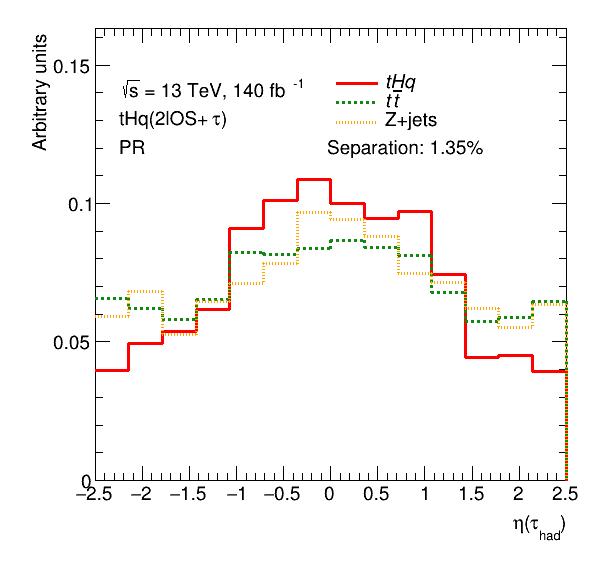 Arbitrary units
0.15
0.1
0.05
0
√s = 13 TeV, 140 fb⁻¹
tHq(2lOS+ τ)
PR
tHq
tt̅
Z+jets
Separation: 1.35%
−2.5 −2 −1.5 −1 −0.5 0 0.5 1 1.5 2 2.5
η(τ_had)